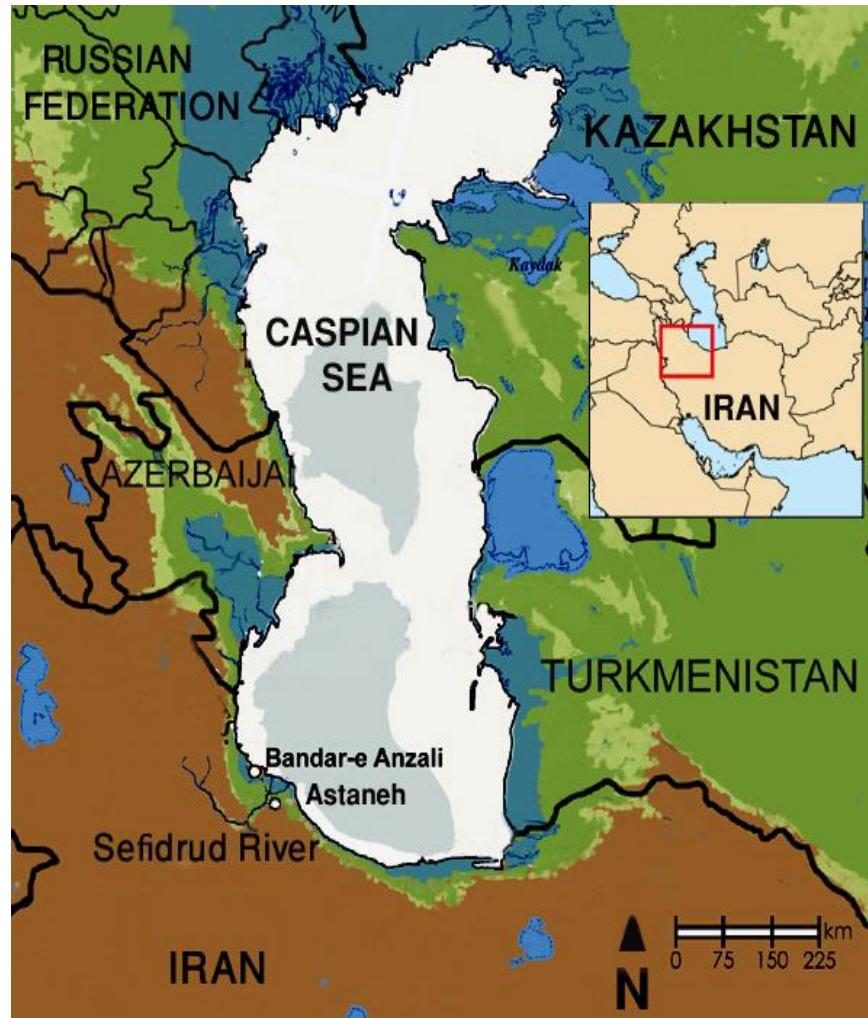 RUSSIAN
FEDERATION
KAZAKHSTAN
Kaydak
CASPIAN
SEA
IRAN
AZERBAIJAN
TURKMENISTAN
Bandar-e Anzali
Astaneh
Sefidrud River
IRAN
N
km
0 75 150 225